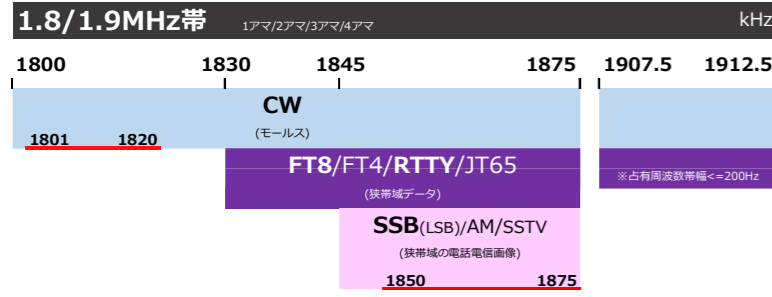 1.8/1.9MHz帯 1アマ/2アマ/3アマ/4アマ kHz
1800 1830 1845 1875 1907.5 1912.5
CW
(モールス)
1801 1820
FT8/FT4/RTTY/JT65
(狭帯域データ)
※占有周波数帯幅<=200Hz
SSB(LSB)/AM/SSTV
(狭帯域の電話電信画像)
1850 1875